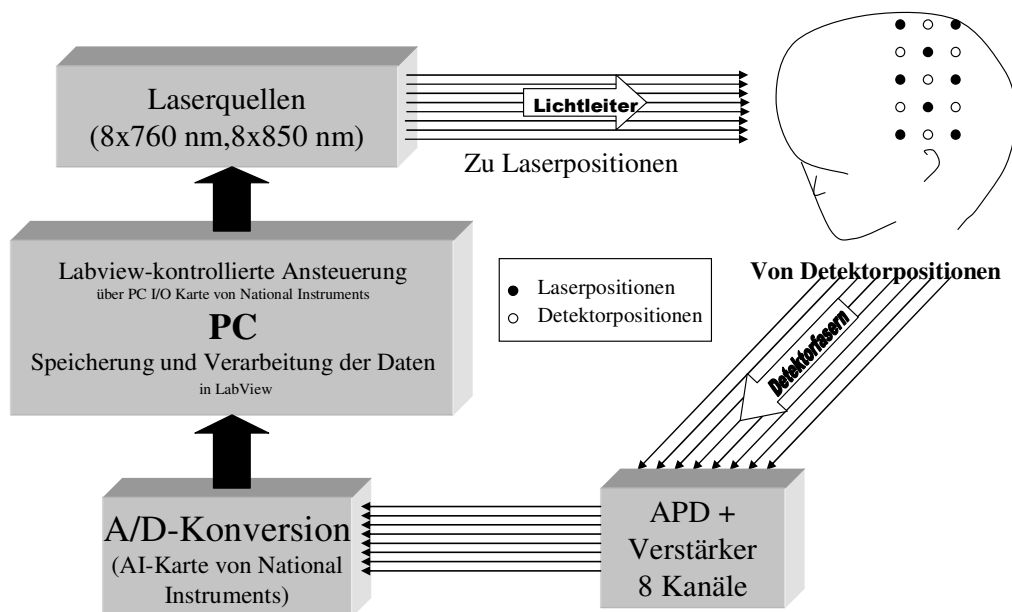 Laserquellen
(8x760 nm,8x850 nm)
Lichtleiter
Zu Laserpositionen
Labview-kontrollierte Ansteuerung
über PC I/O Karte von National Instruments
PC
Speicherung und Verarbeitung der Daten
in LabView
Laserpositionen
Detektorpositionen
Von Detektorpositionen
Detektorfasern
A/D-Konversion
(AI-Karte von National
Instruments)
APD +
Verstärker
8 Kanäle